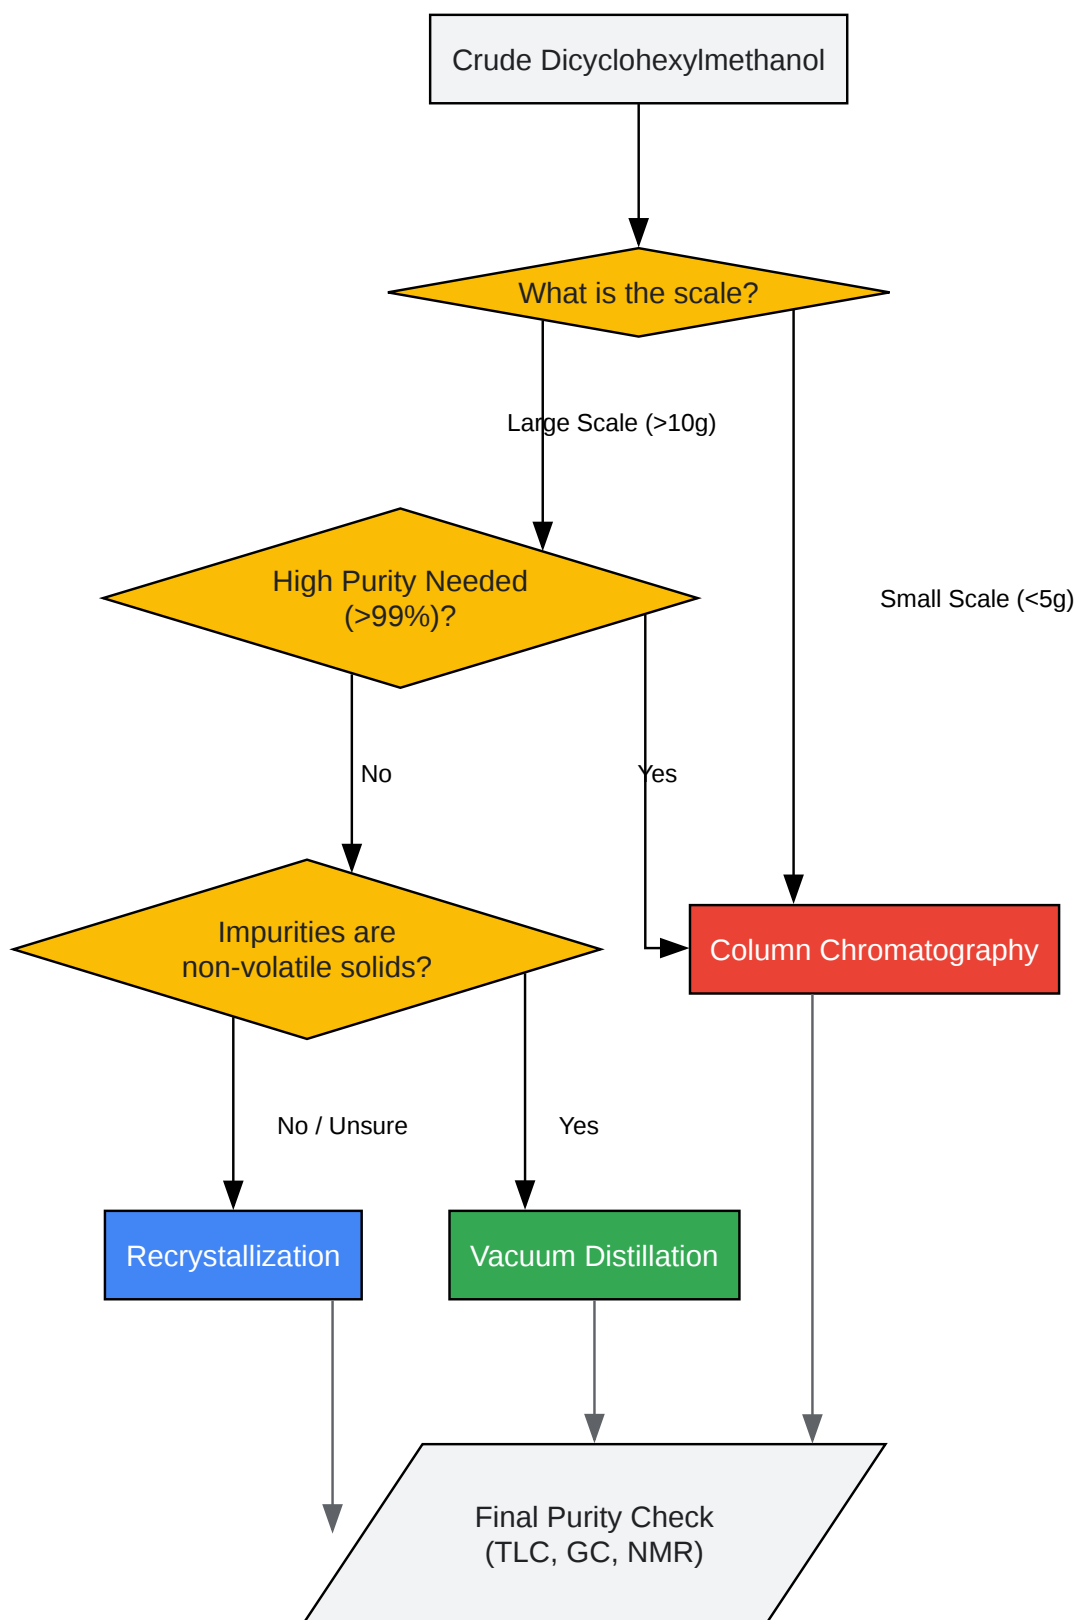 Crude Dicyclohexylmethanol
What is the scale?
Large Scale (>10g)
High Purity Needed
(>99%)?
Small Scale (<5g)
No
Yes
Impurities are
non-volatile solids?
Column Chromatography
No / Unsure
Yes
Recrystallization
Vacuum Distillation
Final Purity Check
(TLC, GC, NMR)